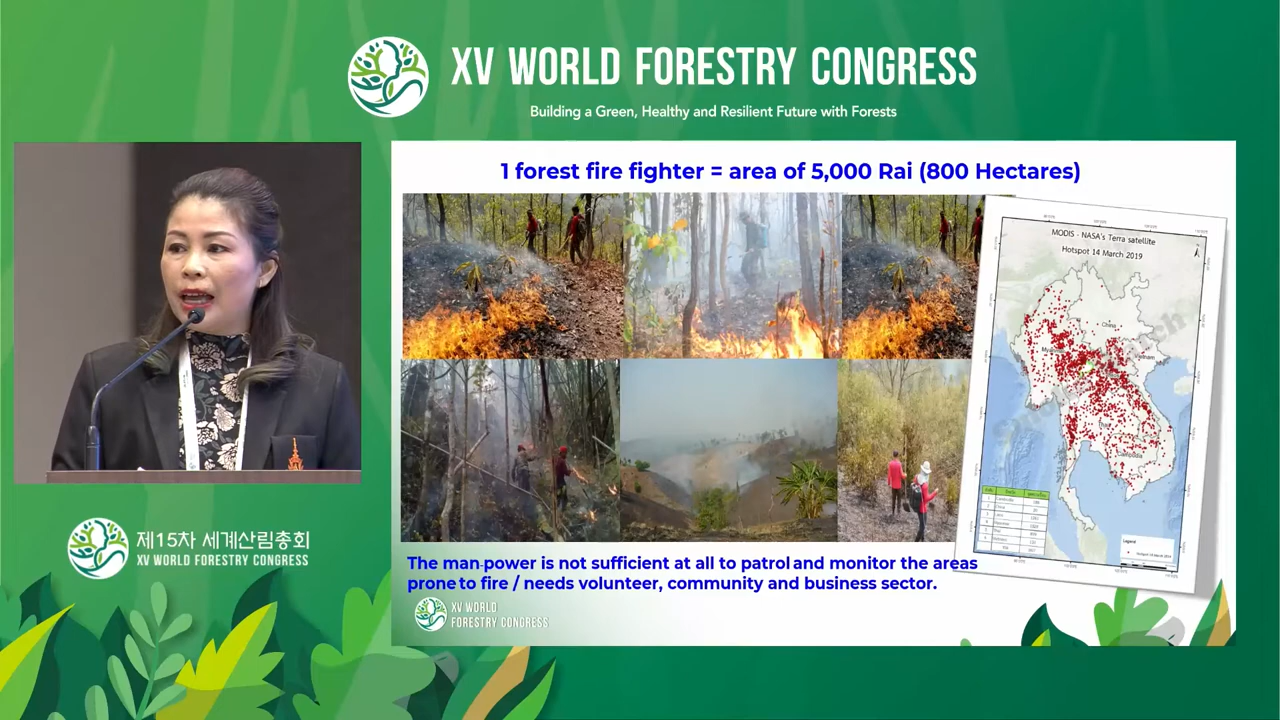 XV WORLD FORESTRY CONGRESS
Building a Green, Healthy and Resilient Future with Forests
1 forest fire fighter = area of 5,000 Rai (800 Hectares)
MODIS - NASA's Terra satellite
Hotspot 14 March 2019
China
Cambodia
The man-power is not sufficient at all to patrol and monitor the areas
prone to fire / needs volunteer, community and business sector.
XV WORLD
FORESTRY CONGRESS
제15차 세계산림총회
XV WORLD FORESTRY CONGRESS